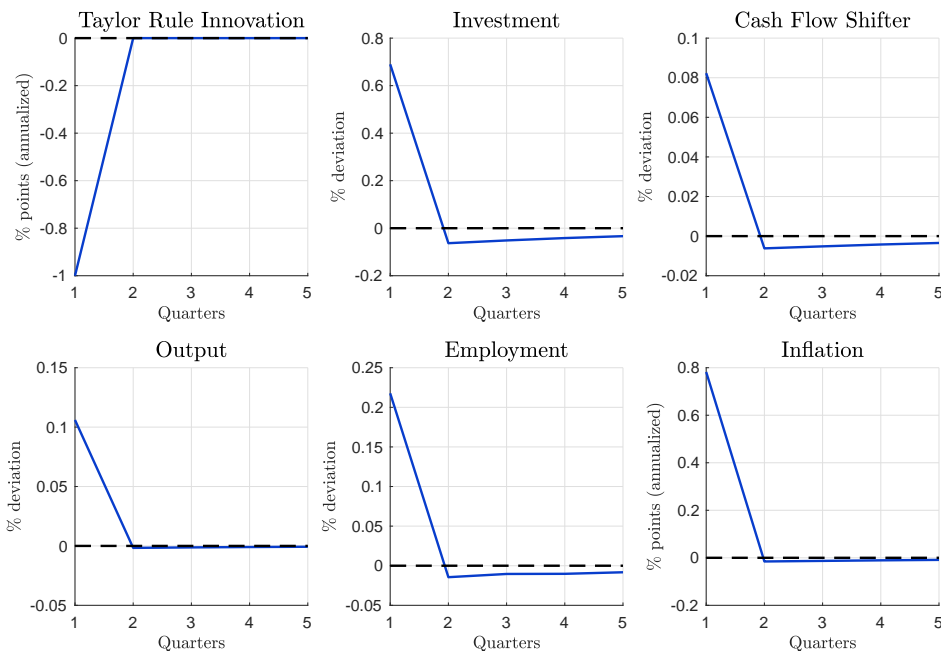 Taylor Rule Innovation
% points (annualized)
0
-0.2
-0.4
-0.6
-0.8
-1
1 2 3 4 5
Quarters
Investment
% deviation
0.8
0.6
0.4
0.2
0
-0.2
1 2 3 4 5
Quarters
Cash Flow Shifter
% deviation
0.1
0.08
0.06
0.04
0.02
0
-0.02
1 2 3 4 5
Quarters
Output
% deviation
0.15
0.1
0.05
0
-0.05
1 2 3 4 5
Quarters
Employment
% deviation
0.25
0.2
0.15
0.1
0.05
0
-0.05
1 2 3 4 5
Quarters
Inflation
% points (annualized)
0.8
0.6
0.4
0.2
0
-0.2
1 2 3 4 5
Quarters